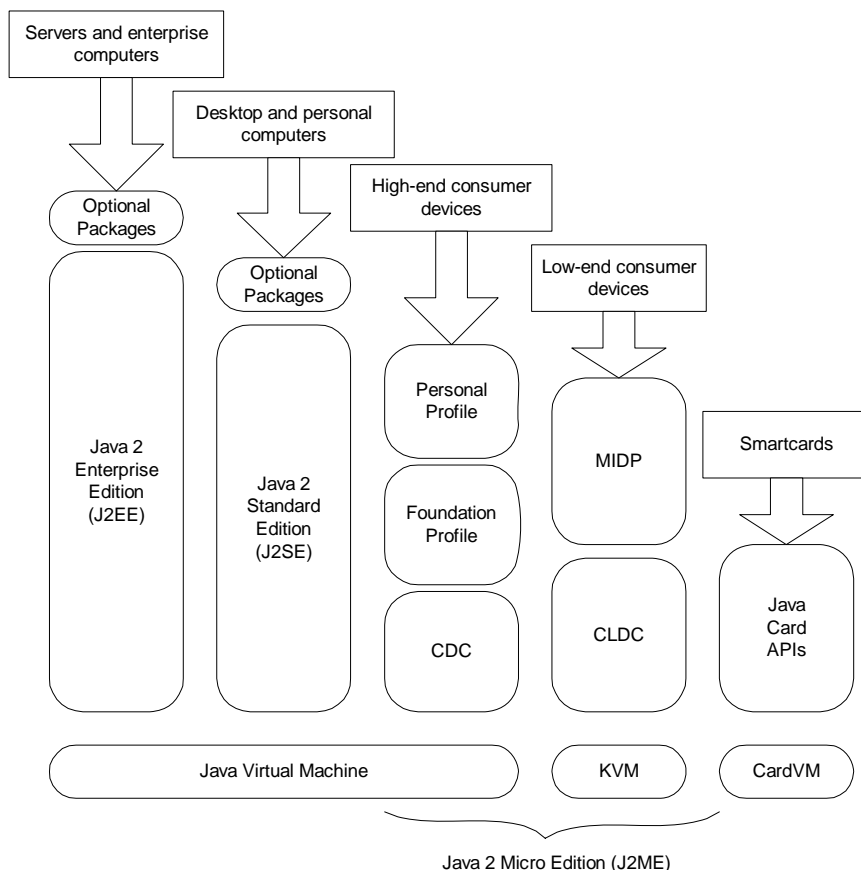 Servers and enterprise
computers
Desktop and personal
computers
High-end consumer
devices
Low-end consumer
devices
Smartcards
Optional
Packages
Optional
Packages
Java 2
Enterprise
Edition
(J2EE)
Java 2
Standard
Edition
(J2SE)
Personal
Profile
Foundation
Profile
CDC
MIDP
CLDC
Java
Card
APIs
Java Virtual Machine
KVM
CardVM
Java 2 Micro Edition (J2ME)